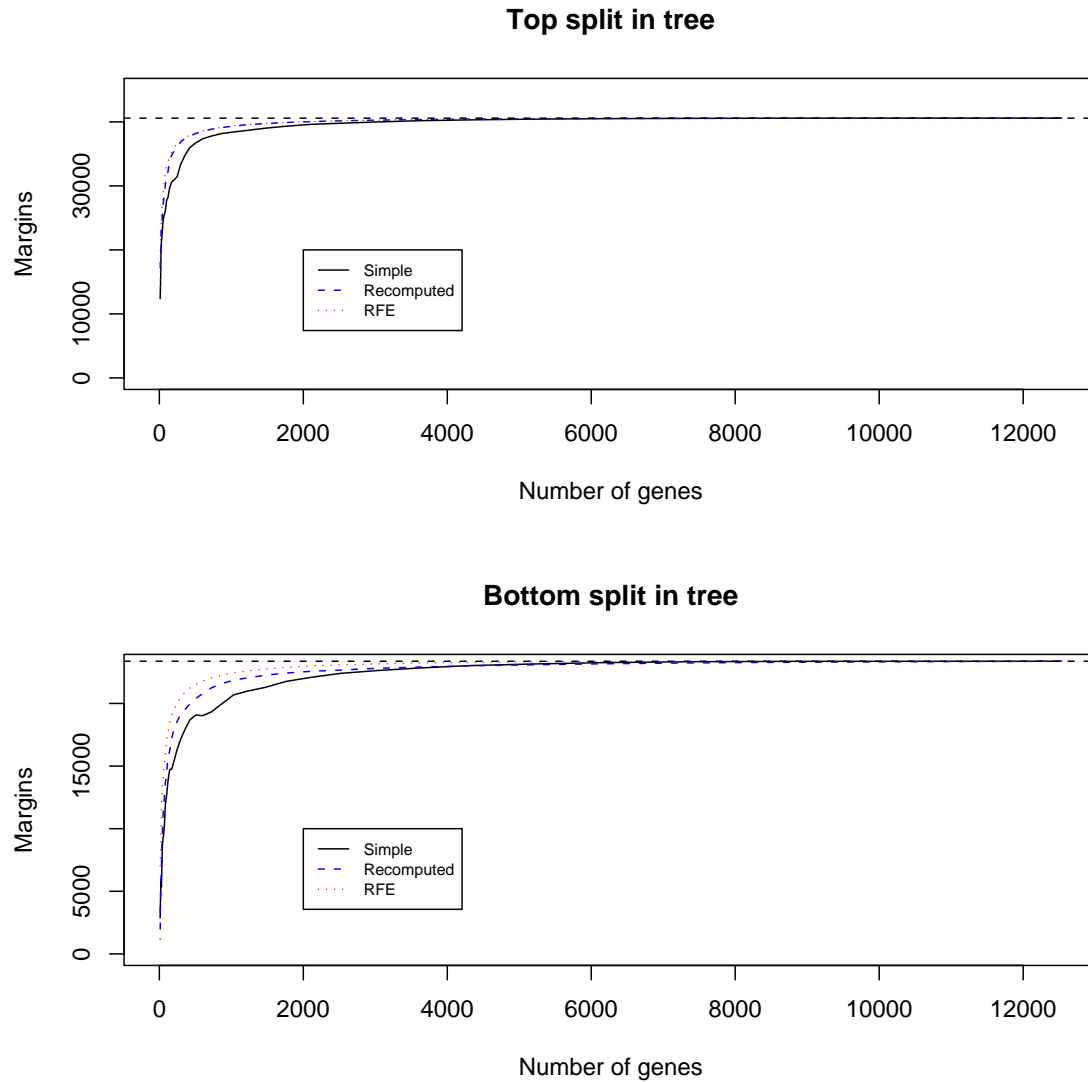 Top split in tree
Margins
30000
10000
0
Simple
Recomputed
RFE
0 2000 4000 6000 8000 10000 12000
Number of genes
Bottom split in tree
Margins
15000
5000
0
Simple
Recomputed
RFE
0 2000 4000 6000 8000 10000 12000
Number of genes